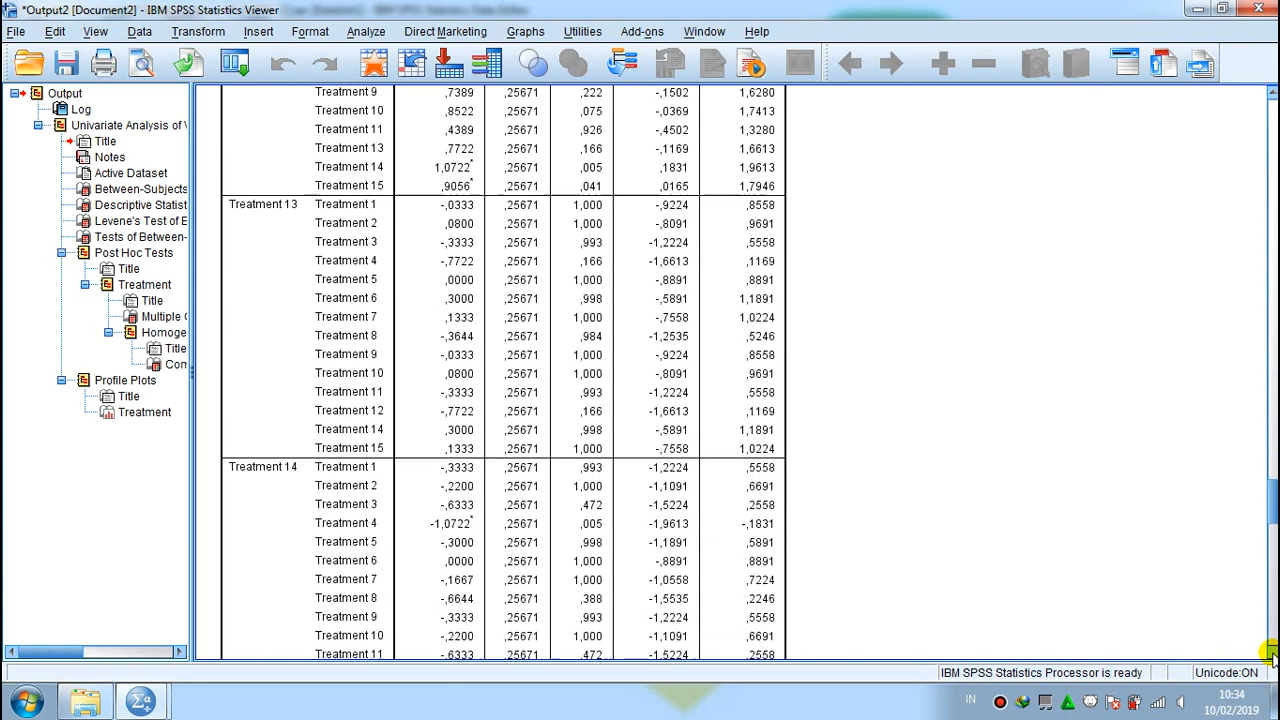 *Output2 [Document2] - IBM SPSS Statistics Viewer
File Edit View Data Transform Insert Format Analyze Direct Marketing Graphs Utilities Add-ons Window Help
Output
Log
Univariate Analysis of V
Title
Notes
Active Dataset
Between-Subjects
Descriptive Statist
Levene's Test of E
Tests of Between-
Post Hoc Tests
Title
Treatment
Title
Multiple C
Homoge
Title
Con
Profile Plots
Title
Treatment
Treatment 9 ,7389 ,25671 ,222 -,1502 1,6280
Treatment 10 ,8522 ,25671 ,075 -,0369 1,7413
Treatment 11 ,4389 ,25671 ,926 -,4502 1,3280
Treatment 13 ,7722 ,25671 ,166 -,1169 1,6613
Treatment 14 1,0722* ,25671 ,005 ,1831 1,9613
Treatment 15 ,9056* ,25671 ,041 ,0165 1,7946
Treatment 13 Treatment 1 -,0333 ,25671 1,000 -,9224 ,8558
Treatment 2 ,0800 ,25671 1,000 -,8091 ,9691
Treatment 3 -,3333 ,25671 ,993 -1,2224 ,5558
Treatment 4 -,7722 ,25671 ,166 -1,6613 ,1169
Treatment 5 ,0000 ,25671 1,000 -,8891 ,8891
Treatment 6 ,3000 ,25671 ,998 -,5891 1,1891
Treatment 7 ,1333 ,25671 1,000 -,7558 1,0224
Treatment 8 -,3644 ,25671 ,984 -1,2535 ,5246
Treatment 9 -,0333 ,25671 1,000 -,9224 ,8558
Treatment 10 ,0800 ,25671 1,000 -,8091 ,9691
Treatment 11 -,3333 ,25671 ,993 -1,2224 ,5558
Treatment 12 -,7722 ,25671 ,166 -1,6613 ,1169
Treatment 14 ,3000 ,25671 ,998 -,5891 1,1891
Treatment 15 ,1333 ,25671 1,000 -,7558 1,0224
Treatment 14 Treatment 1 -,3333 ,25671 ,993 -1,2224 ,5558
Treatment 2 -,2200 ,25671 1,000 -1,1091 ,6691
Treatment 3 -,6333 ,25671 ,472 -1,5224 ,2558
Treatment 4 -1,0722* ,25671 ,005 -1,9613 -,1831
Treatment 5 -,3000 ,25671 ,998 -1,1891 ,5891
Treatment 6 ,0000 ,25671 1,000 -,8891 ,8891
Treatment 7 -,1667 ,25671 1,000 -1,0558 ,7224
Treatment 8 -,6644 ,25671 ,388 -1,5535 ,2246
Treatment 9 -,3333 ,25671 ,993 -1,2224 ,5558
Treatment 10 -,2200 ,25671 1,000 -1,1091 ,6691
Treatment 11 -,6333 ,25671 ,472 -1,5224 ,2558
IBM SPSS Statistics Processor is ready Unicode:ON
IN 10:34
10/02/2019